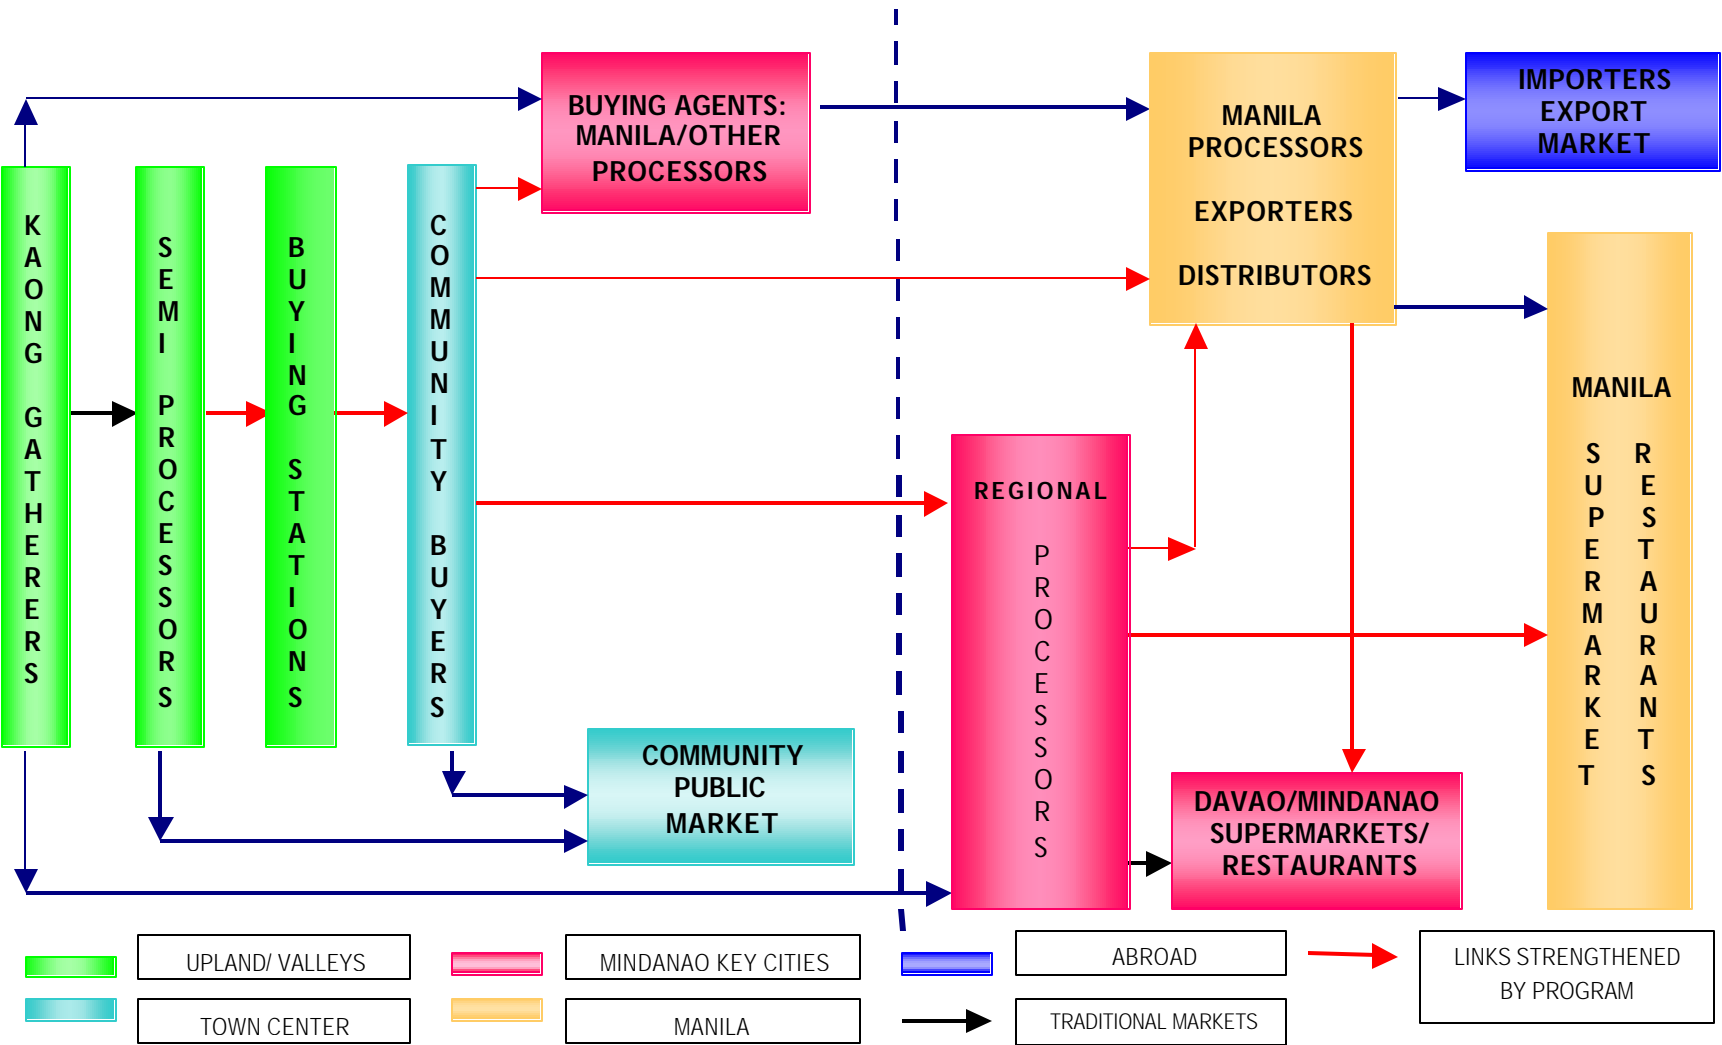 KAONG GATHERERS
SEMI PROCESSORS
BUYING STATIONS
COMMUNITY BUYERS
BUYING AGENTS:
MANILA/OTHER
PROCESSORS
COMMUNITY
PUBLIC
MARKET
REGIONAL
PROCESSORS
MANILA
PROCESSORS
EXPORTERS
DISTRIBUTORS
IMPORTERS
EXPORT
MARKET
MANILA
SUPERMARKET
RESTAURANTS
DAVAO/MINDANAO
SUPERMARKETS/
RESTAURANTS
UPLAND/ VALLEYS
MINDANAO KEY CITIES
ABROAD
LINKS STRENGTHENED
BY PROGRAM
TOWN CENTER
MANILA
TRADITIONAL MARKETS